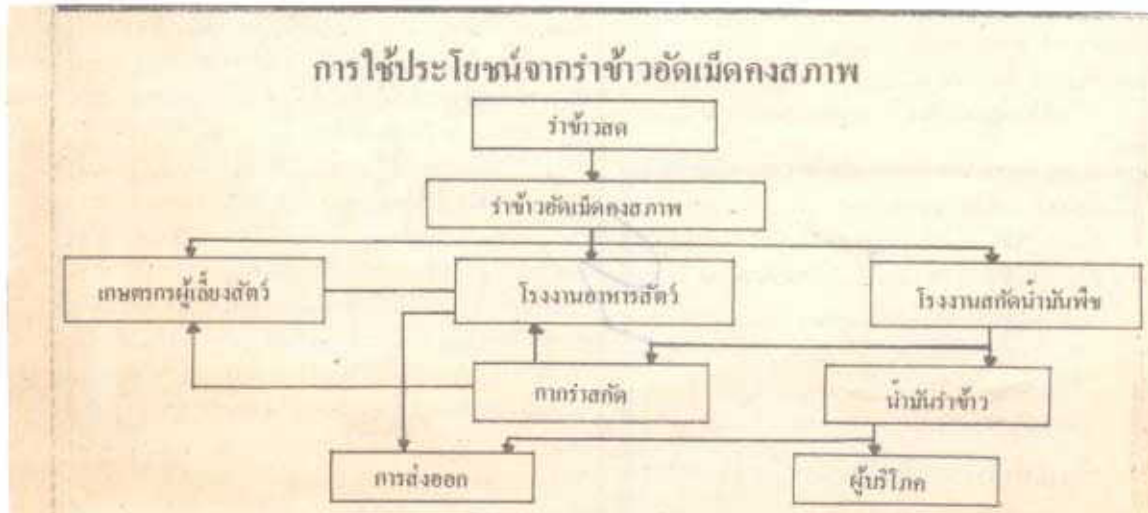 การใช้ประโยชน์จากรำข้าวอัดเม็ดคงสภาพ
รำข้าวสด
รำข้าวอัดเม็ดคงสภาพ
เกษตรกรผู้เลี้ยงสัตว์
โรงงานอาหารสัตว์
โรงงานสกัดน้ำมันพืช
กากรำสกัด
น้ำมันรำข้าว
การส่งออก
ผู้บริโภค